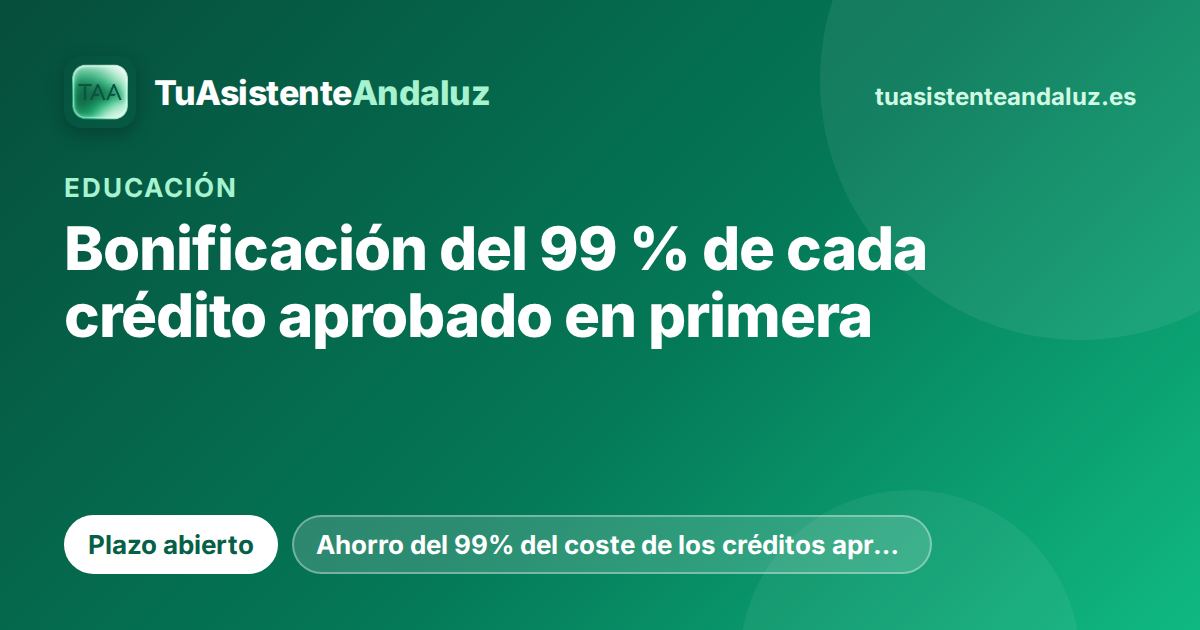 TAA
TuAsistenteAndaluz
tuasistenteandaluz.es
EDUCACIÓN
Bonificación del 99 % de cada
crédito aprobado en primera
Plazo abierto
Ahorro del 99% del coste de los créditos apr...